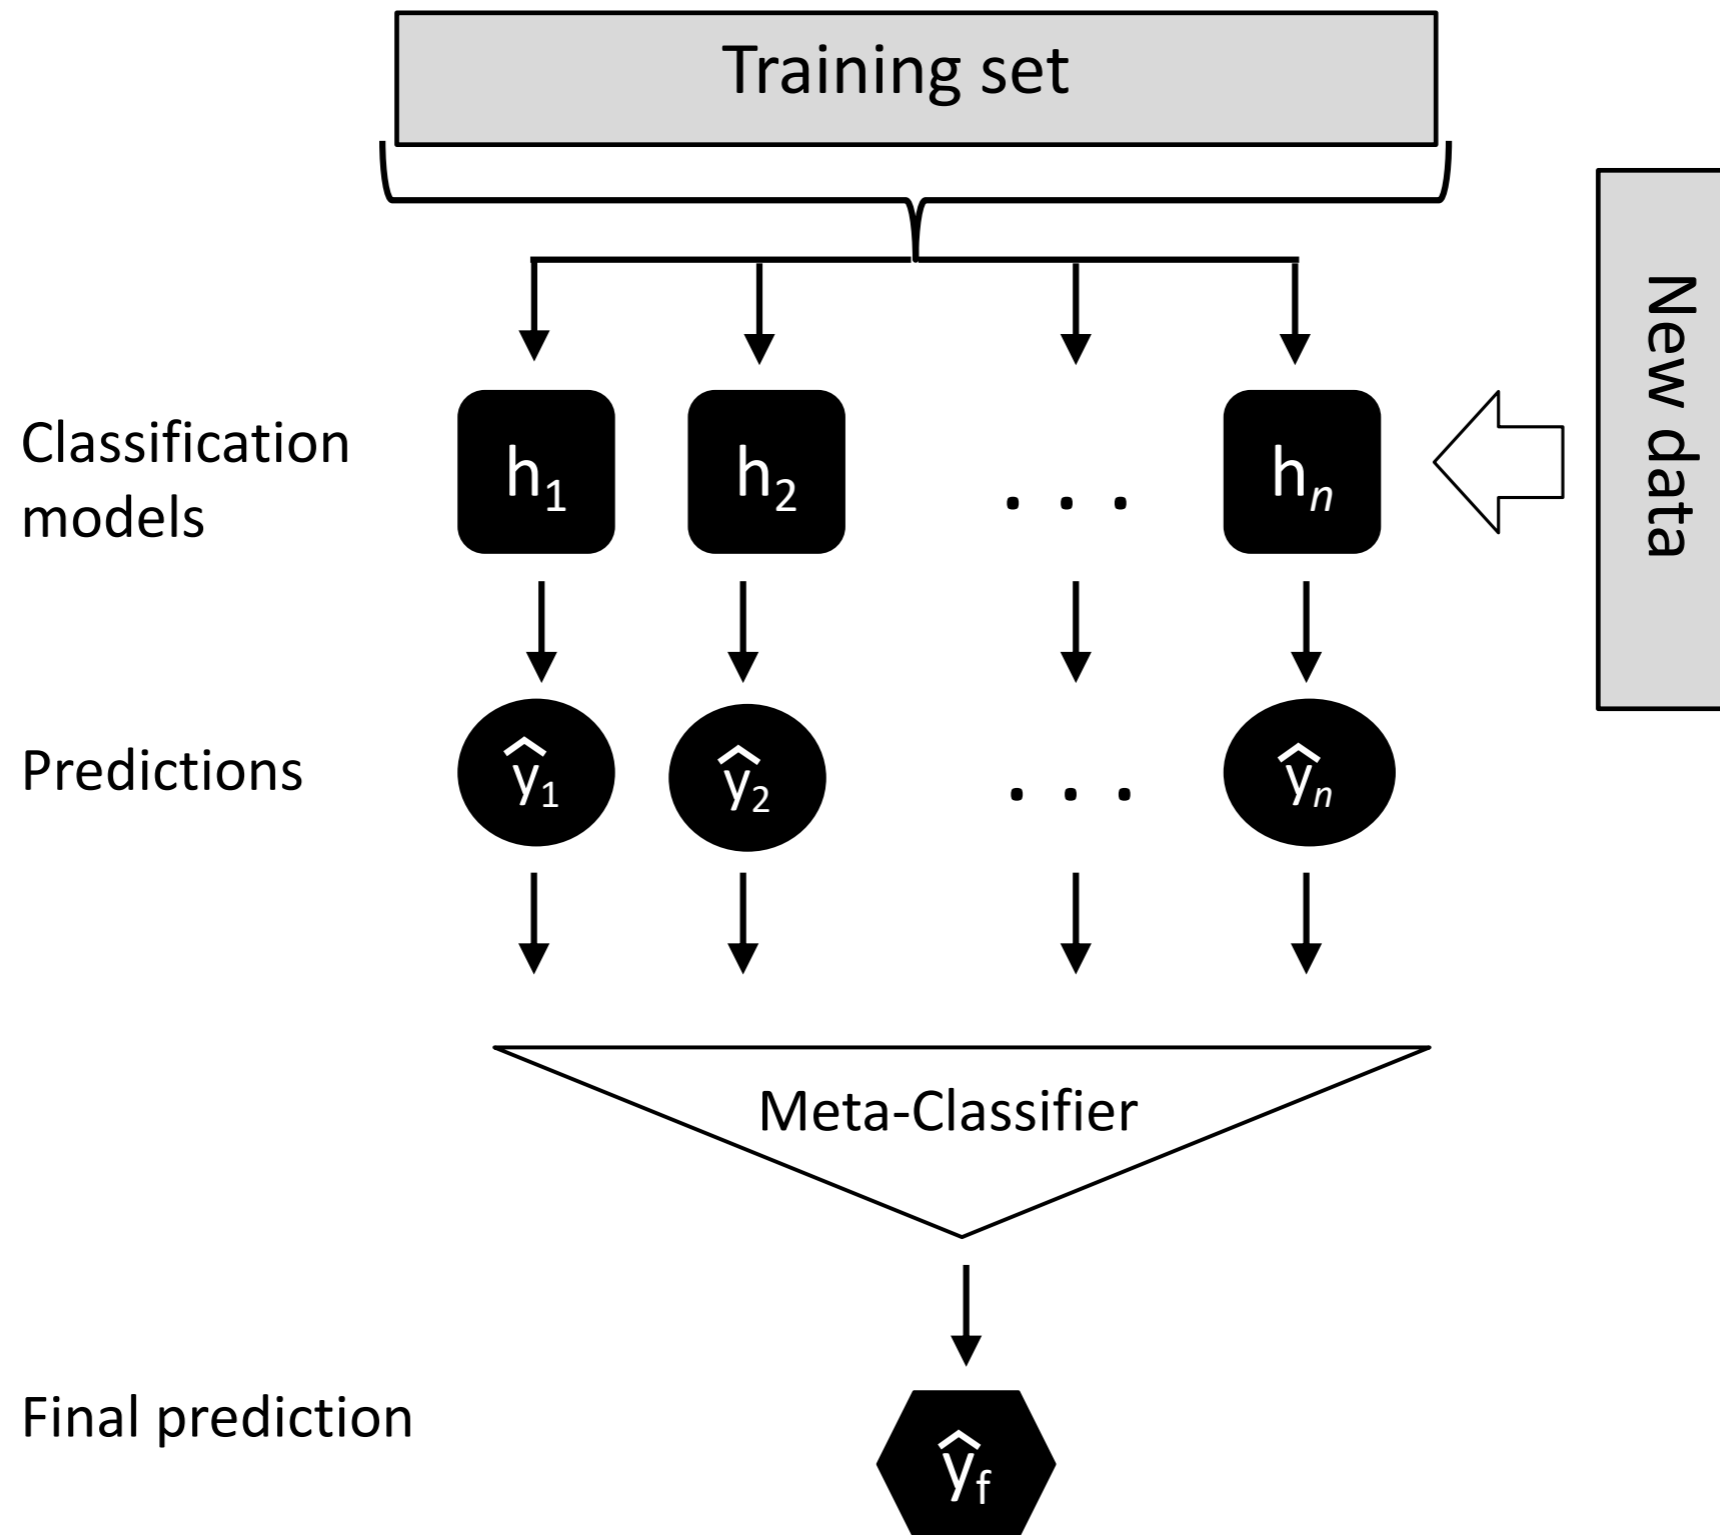 Training set
New data
Classification
models
h₁ h₂ . . . hₙ
Predictions
ŷ₁ ŷ₂ . . . ŷₙ
Meta-Classifier
Final prediction
ŷf